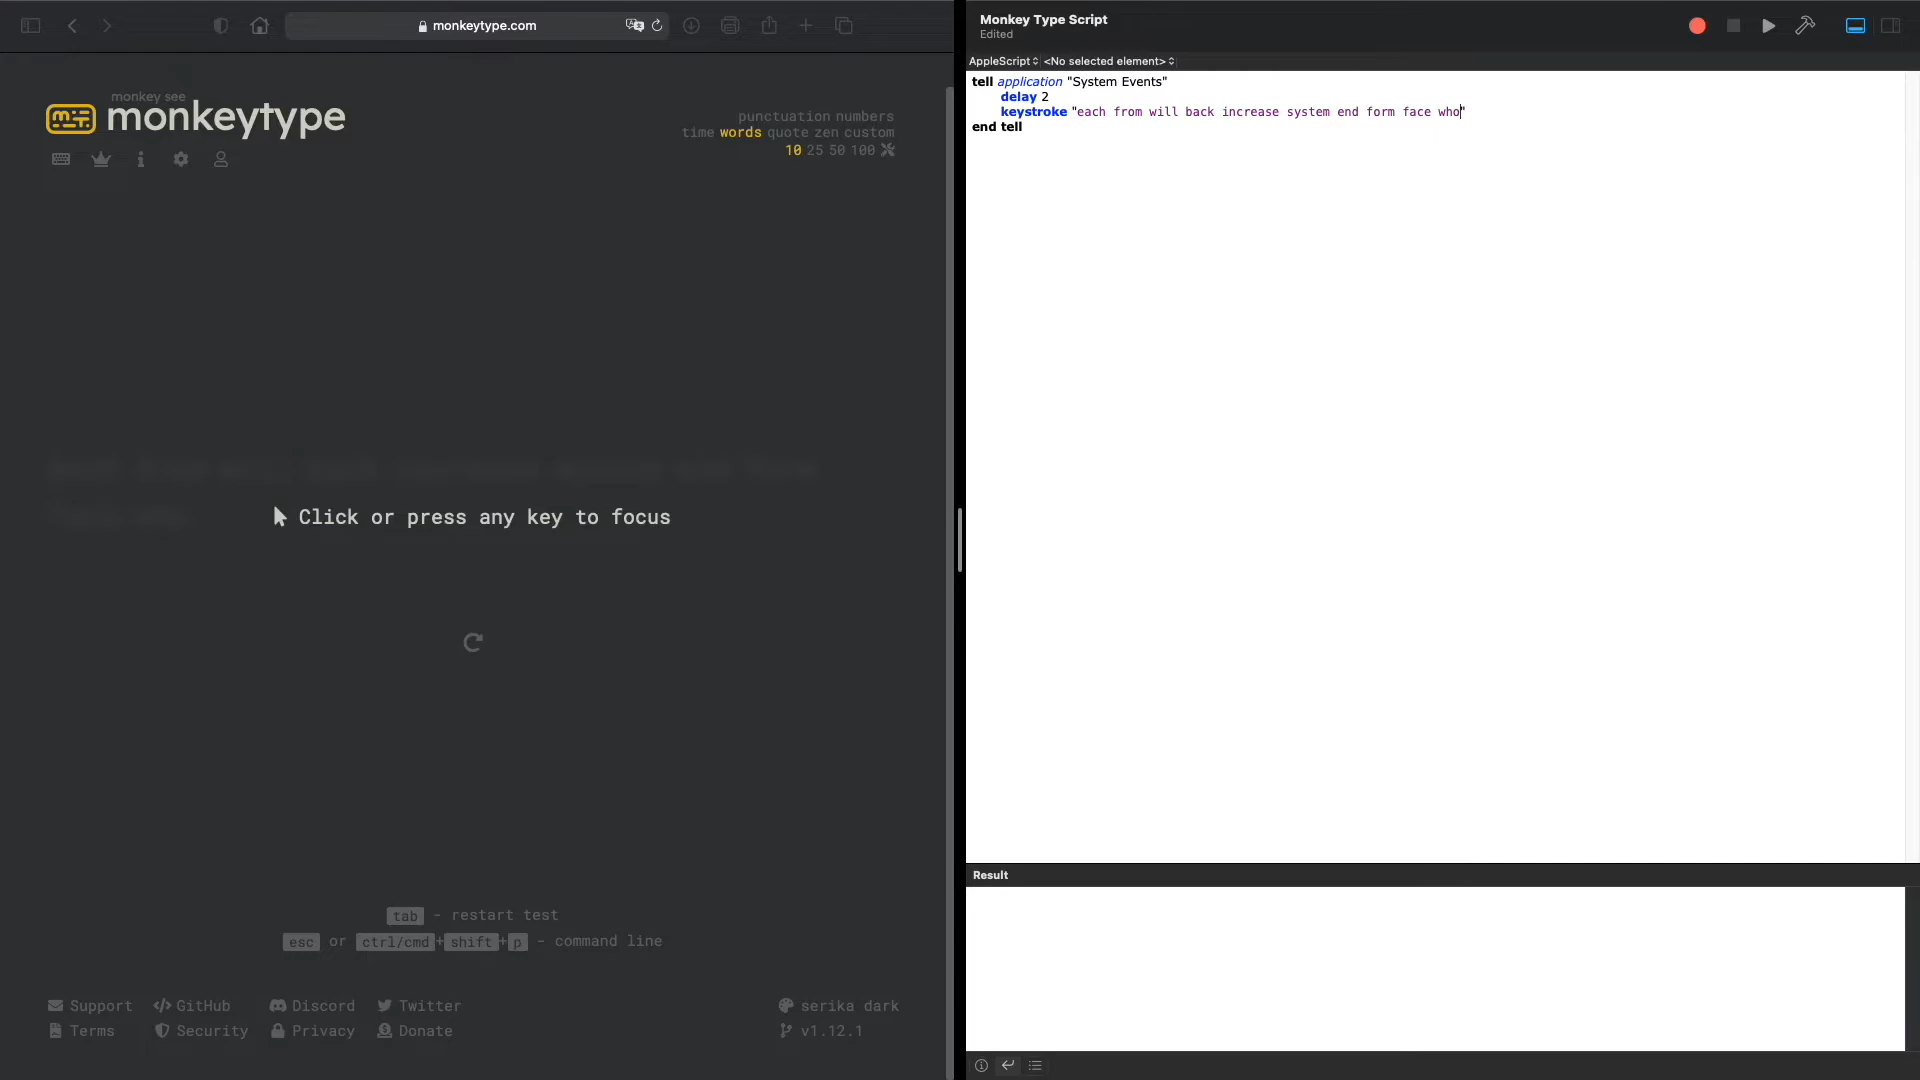 monkeytype.com
monkey see
monkeytype
punctuation numbers
time words quote zen custom
10 25 50 100
Click or press any key to focus
tab - restart test
esc or ctrl/cmd+shift+p - command line
Support GitHub Discord Twitter
Terms Security Privacy Donate
serika dark
v1.12.1
Monkey Type Script
Edited
AppleScript <No selected element>
tell application "System Events"
delay 2
keystroke "each from will back increase system end form face who"
end tell
Result